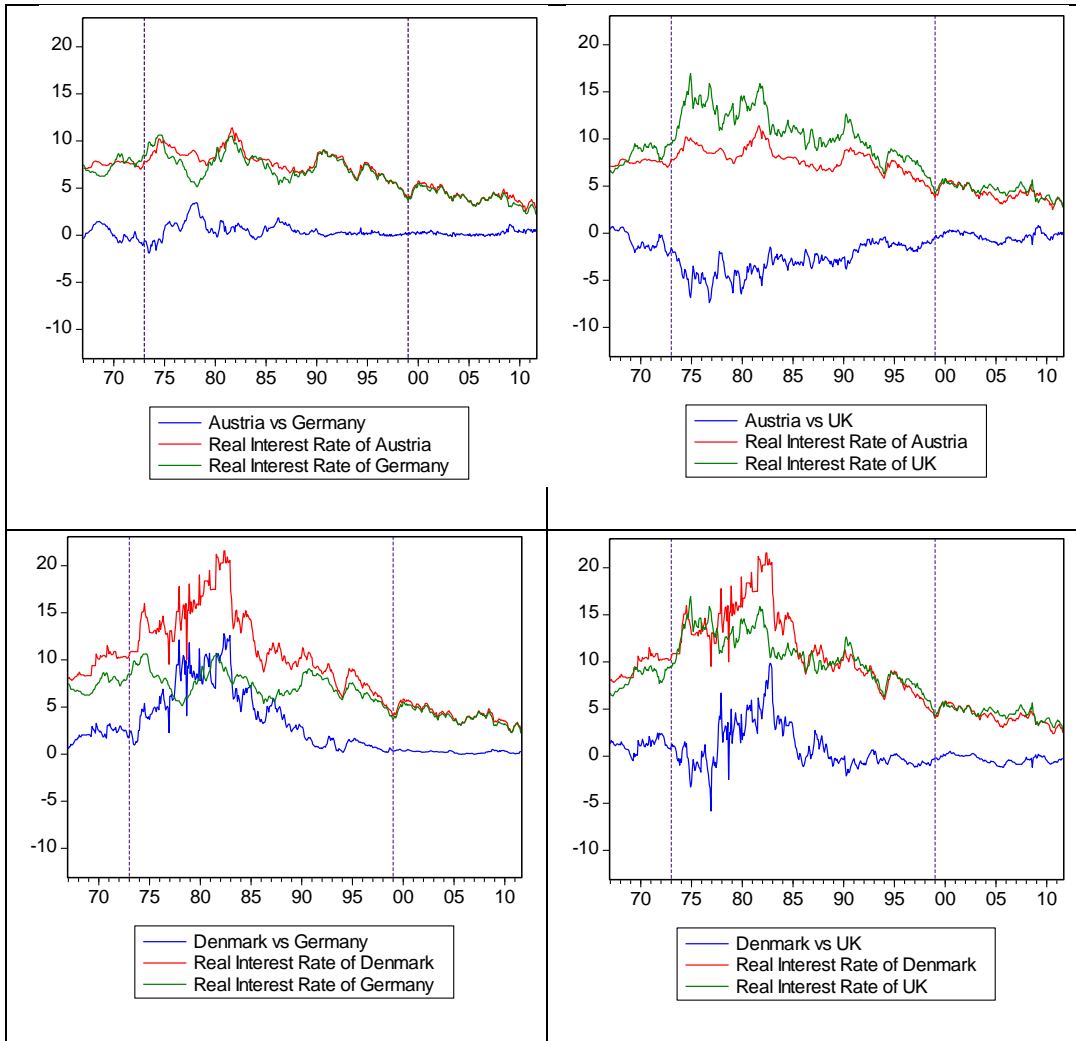 20
15
10
5
0
-5
-10
70 75 80 85 90 95 00 05 10
Austria vs Germany
Real Interest Rate of Austria
Real Interest Rate of Germany
20
15
10
5
0
-5
-10
70 75 80 85 90 95 00 05 10
Austria vs UK
Real Interest Rate of Austria
Real Interest Rate of UK
20
15
10
5
0
-5
-10
70 75 80 85 90 95 00 05 10
Denmark vs Germany
Real Interest Rate of Denmark
Real Interest Rate of Germany
20
15
10
5
0
-5
-10
70 75 80 85 90 95 00 05 10
Denmark vs UK
Real Interest Rate of Denmark
Real Interest Rate of UK